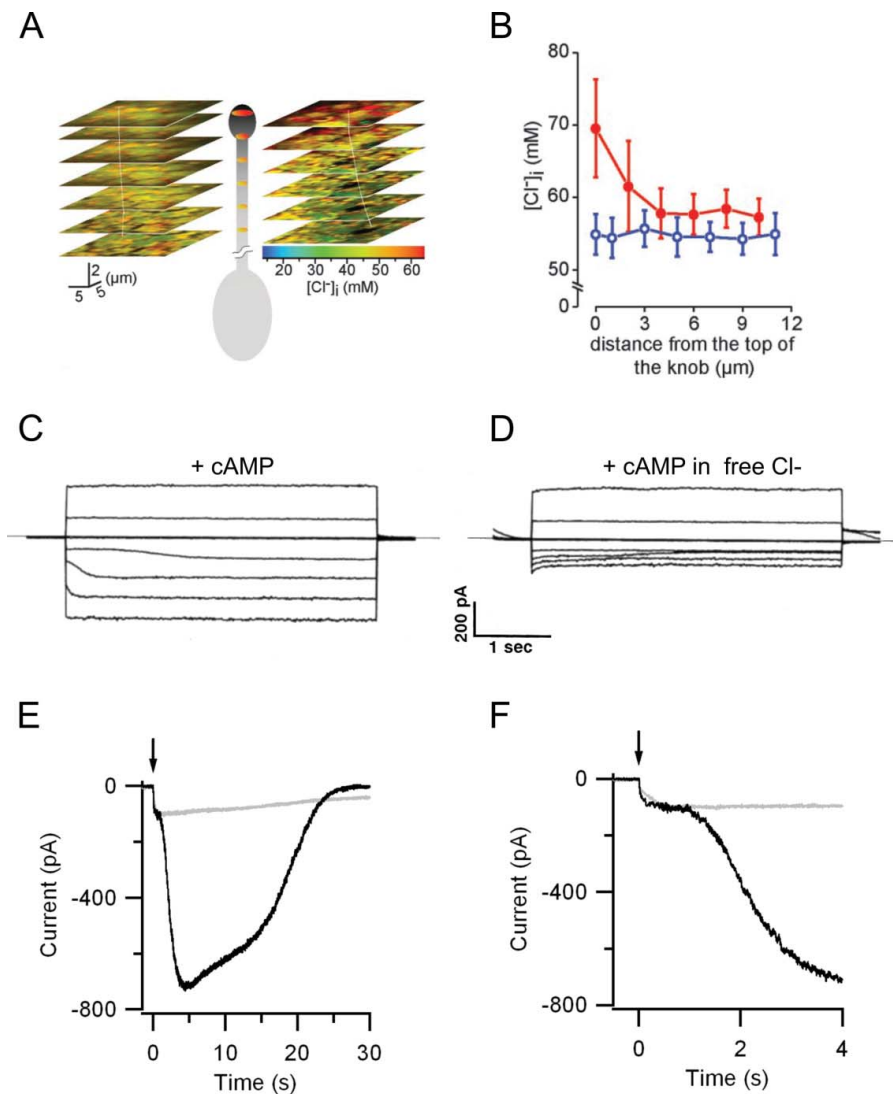 A
B
2
5
5
(μm)
20
30
40
50
60
[Cl⁻]i (mM)
80
70
60
50
0
[Cl⁻]i (mM)
0
3
6
9
12
distance from the top of
the knob (μm)
C
D
+ cAMP
+ cAMP in free Cl-
200 pA
1 sec
E
F
0
-400
-800
Current (pA)
0
10
20
30
Time (s)
0
-400
-800
Current (pA)
0
2
4
Time (s)